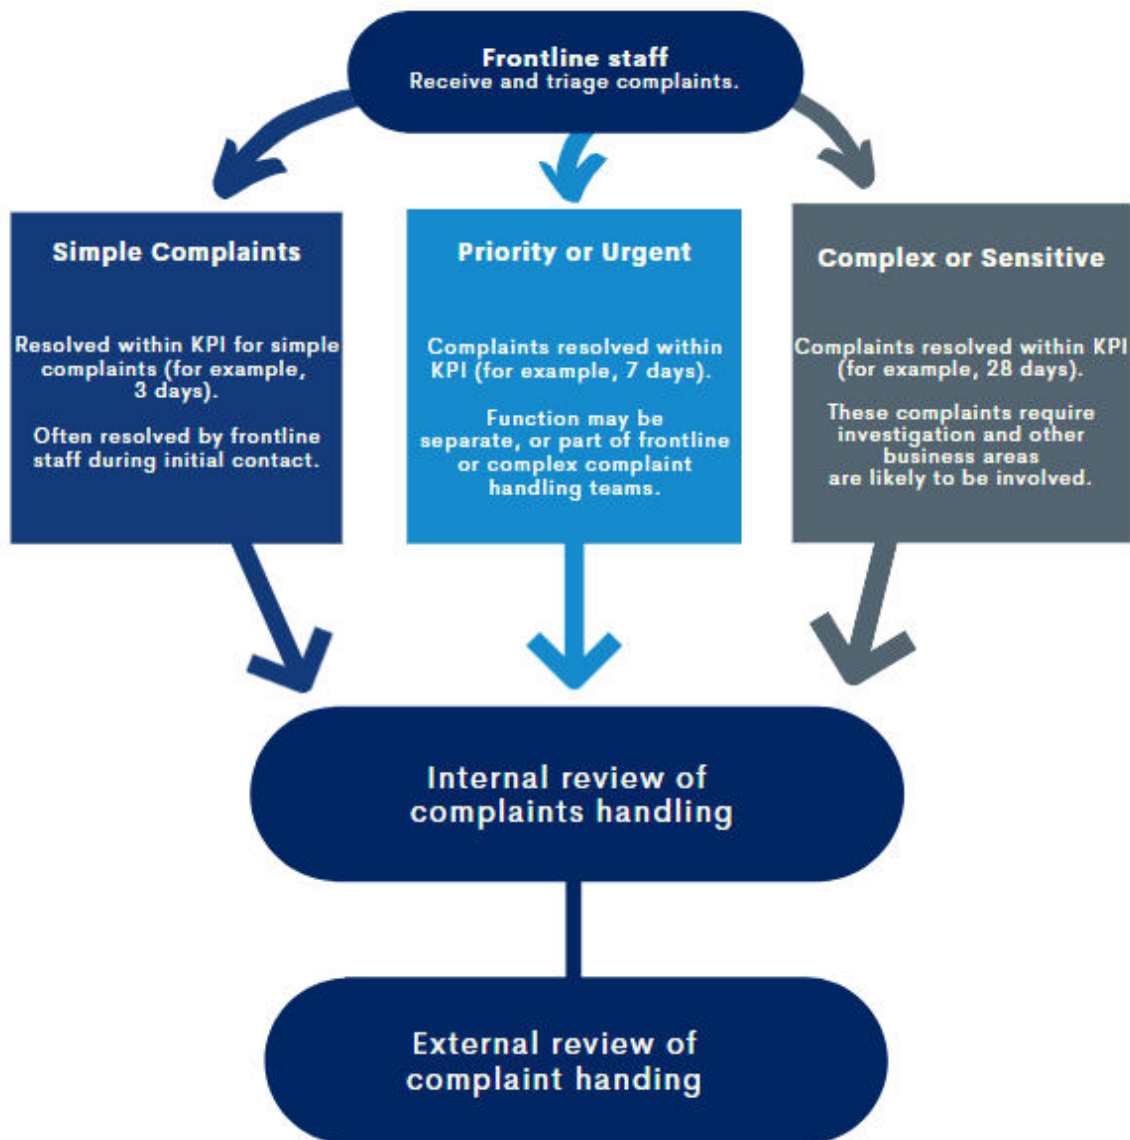 Frontline staff
Receive and triage complaints.
Simple Complaints
Resolved within KPI for simple
complaints (for example,
3 days).
Often resolved by frontline
staff during initial contact.
Priority or Urgent
Complaints resolved within
KPI (for example, 7 days).
Function may be
separate, or part of frontline
or complex complaint
handling teams.
Complex or Sensitive
Complaints resolved within KPI
(for example, 28 days).
These complaints require
investigation and other
business areas
are likely to be involved.
Internal review of
complaints handling
External review of
complaint handing